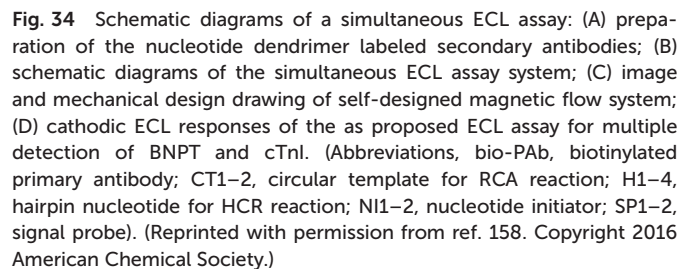 Fig. 34 Schematic diagrams of a simultaneous ECL assay: (A) prepa-
ration of the nucleotide dendrimer labeled secondary antibodies; (B)
schematic diagrams of the simultaneous ECL assay system; (C) image
and mechanical design drawing of self-designed magnetic flow system;
(D) cathodic ECL responses of the as proposed ECL assay for multiple
detection of BNPT and cTnI. (Abbreviations, bio-PAb, biotinylated
primary antibody; CT1–2, circular template for RCA reaction; H1–4,
hairpin nucleotide for HCR reaction; NI1–2, nucleotide initiator; SP1–2,
signal probe). (Reprinted with permission from ref. 158. Copyright 2016
American Chemical Society.)